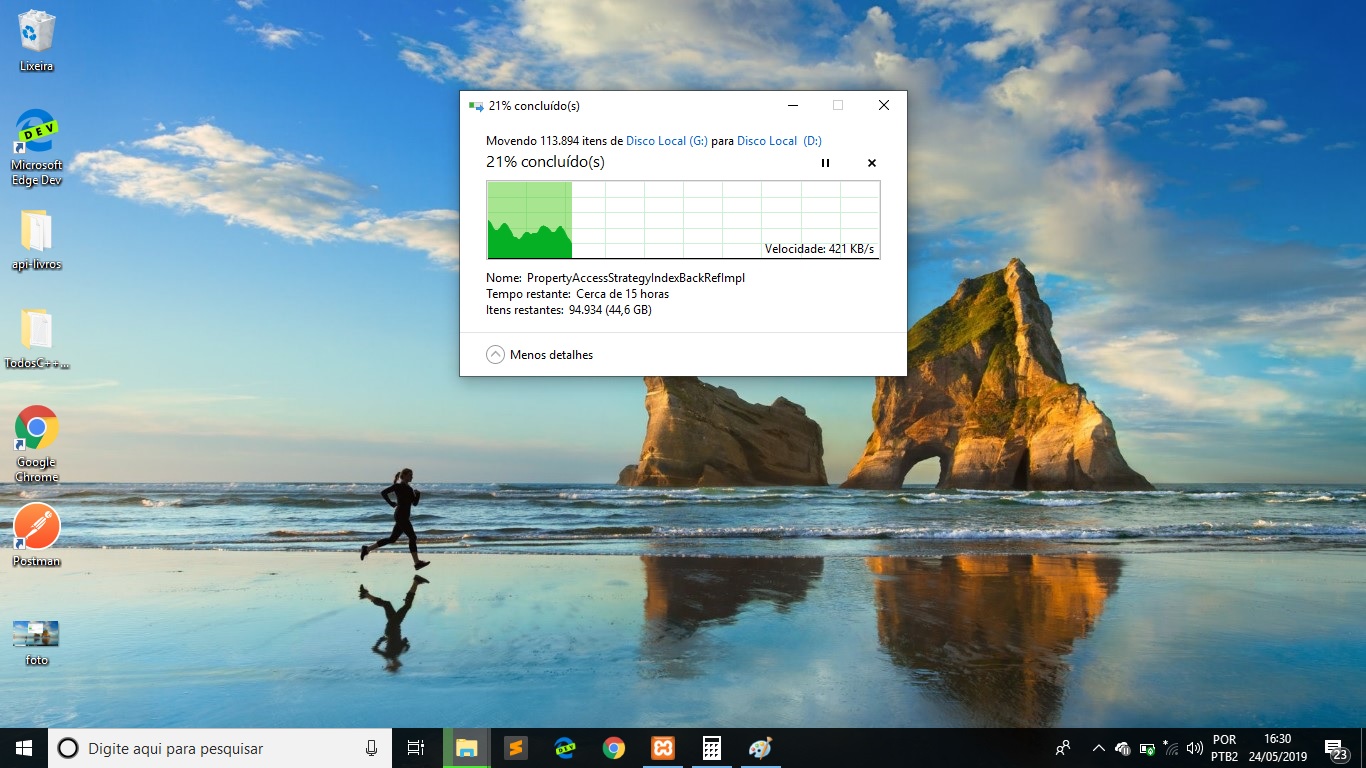 Lixeira
Microsoft
Edge Dev
api-livros
TodosC++...
Google
Chrome
Postman
foto
21% concluído(s)
Movendo 113.894 itens de Disco Local (G:) para Disco Local (D:)
21% concluído(s)
Velocidade: 421 KB/s
Nome: PropertyAccessStrategyIndexBackRefImpl
Tempo restante: Cerca de 15 horas
Itens restantes: 94.934 (44,6 GB)
Menos detalhes
Digite aqui para pesquisar
POR
PTB2
16:30
24/05/2019
23
DEV
DEV